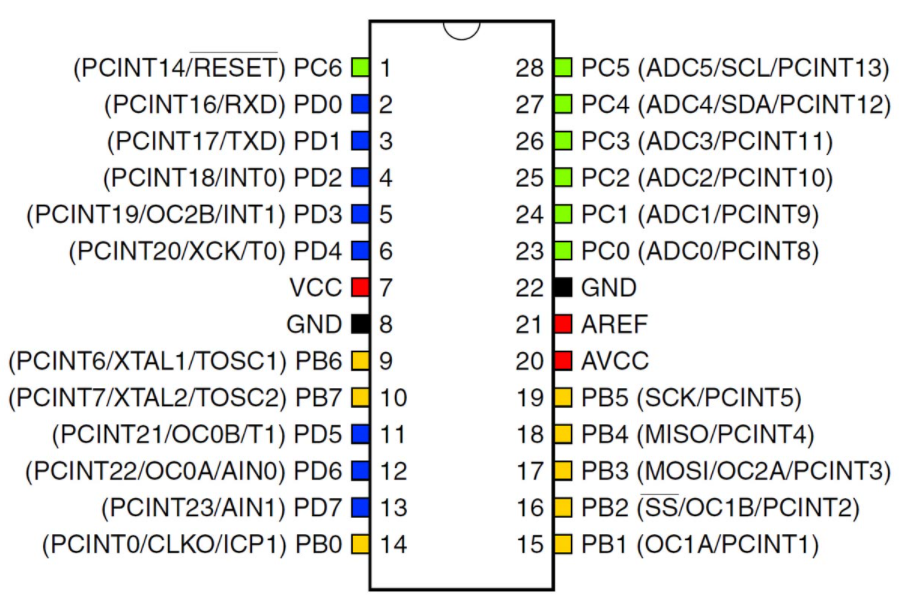 (PCINT14/RESET) PC6 1
(PCINT16/RXD) PD0 2
(PCINT17/TXD) PD1 3
(PCINT18/INT0) PD2 4
(PCINT19/OC2B/INT1) PD3 5
(PCINT20/XCK/T0) PD4 6
VCC 7
GND 8
(PCINT6/XTAL1/TOSC1) PB6 9
(PCINT7/XTAL2/TOSC2) PB7 10
(PCINT21/OC0B/T1) PD5 11
(PCINT22/OC0A/AIN0) PD6 12
(PCINT23/AIN1) PD7 13
(PCINT0/CLKO/ICP1) PB0 14
28 PC5 (ADC5/SCL/PCINT13)
27 PC4 (ADC4/SDA/PCINT12)
26 PC3 (ADC3/PCINT11)
25 PC2 (ADC2/PCINT10)
24 PC1 (ADC1/PCINT9)
23 PC0 (ADC0/PCINT8)
22 GND
21 AREF
20 AVCC
19 PB5 (SCK/PCINT5)
18 PB4 (MISO/PCINT4)
17 PB3 (MOSI/OC2A/PCINT3)
16 PB2 (SS/OC1B/PCINT2)
15 PB1 (OC1A/PCINT1)